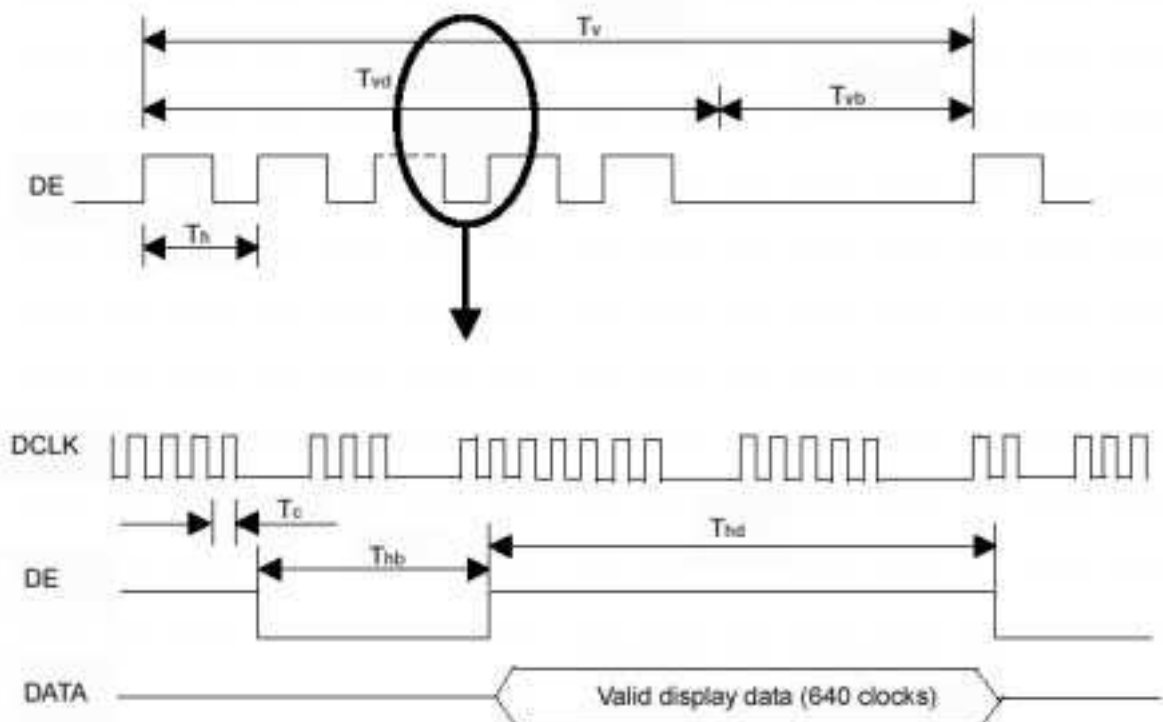 Tv
Tvd
Tvb
DE
Th
DCLK
Tc
Thd
Thb
DE
DATA
Valid display data (640 clocks)